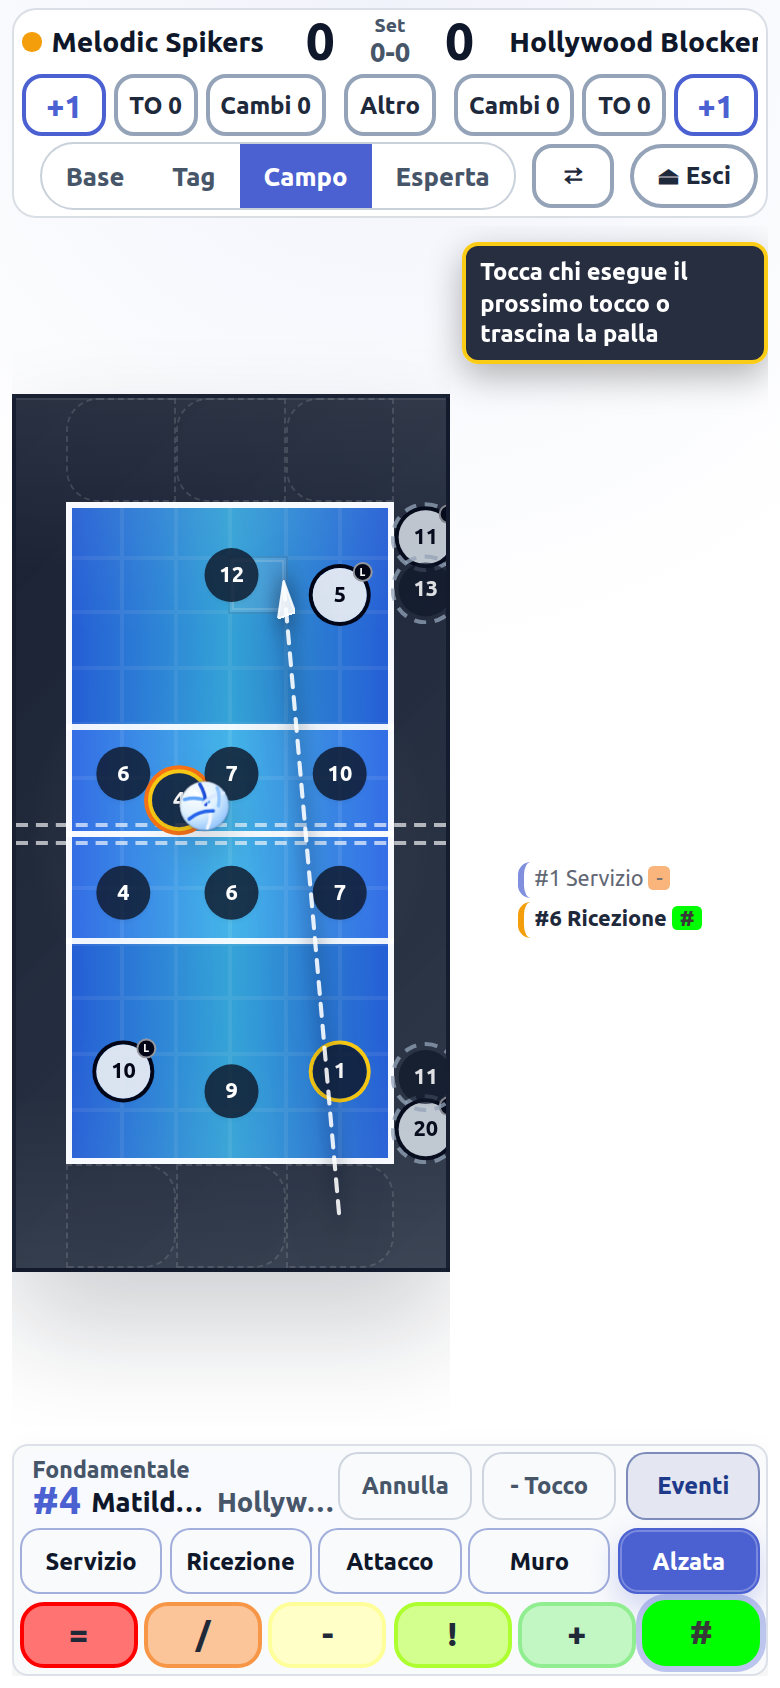 Melodic Spikers 0 Set 0-0 0 Hollywood Blocker
+1 TO 0 Cambi 0 Altro Cambi 0 TO 0 +1
Base Tag Campo Esperta ⇄ ⏏ Esci
Tocca chi esegue il
prossimo tocco o
trascina la palla
11
12 L
5 13
6 7 10
4
4 6 7
#1 Servizio -
#6 Ricezione #
L
10 1 11
9
20
Fondamentale
#4 Matild... Hollyw... Annulla - Tocco Eventi
Servizio Ricezione Attacco Muro Alzata
= / - ! + #